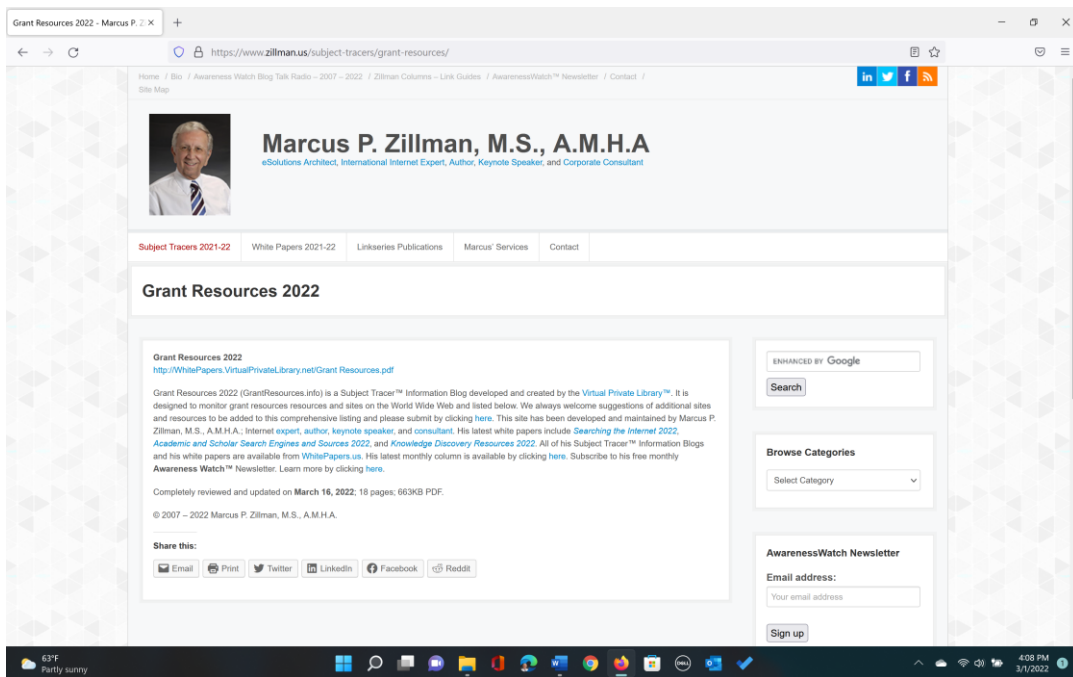 Grant Resources 2022 - Marcus P. Zi
https://www.zillman.us/subject-tracers/grant-resources/
Home / Bio / Awareness Watch Blog Talk Radio – 2007 – 2022 / Zillman Columns – Link Guides / AwarenessWatch™ Newsletter / Contact /
Site Map
in
f
Marcus P. Zillman, M.S., A.M.H.A
eSolutions Architect, International Internet Expert, Author, Keynote Speaker, and Corporate Consultant
Subject Tracers 2021-22
White Papers 2021-22
Linkseries Publications
Marcus' Services
Contact
Grant Resources 2022
Grant Resources 2022
http://WhitePapers.VirtualPrivateLibrary.net/Grant Resources.pdf
Grant Resources 2022 (GrantResources.info) is a Subject Tracer™ Information Blog developed and created by the Virtual Private Library™. It is
designed to monitor grant resources resources and sites on the World Wide Web and listed below. We always welcome suggestions of additional sites
and resources to be added to this comprehensive listing and please submit by clicking here. This site has been developed and maintained by Marcus P.
Zillman, M.S., A.M.H.A.; Internet expert, author, keynote speaker, and consultant. His latest white papers include Searching the Internet 2022,
Academic and Scholar Search Engines and Sources 2022, and Knowledge Discovery Resources 2022. All of his Subject Tracer™ Information Blogs
and his white papers are available from WhitePapers.us. His latest monthly column is available by clicking here. Subscribe to his free monthly
Awareness Watch™ Newsletter. Learn more by clicking here.
Completely reviewed and updated on March 16, 2022; 18 pages; 663KB PDF.
© 2007 – 2022 Marcus P. Zillman, M.S., A.M.H.A.
Share this:
Email
Print
Twitter
LinkedIn
Facebook
Reddit
ENHANCED BY Google
Search
Browse Categories
Select Category
AwarenessWatch Newsletter
Email address:
Your email address
Sign up
63°F
Partly sunny
DELL
4:08 PM
3/1/2022
1